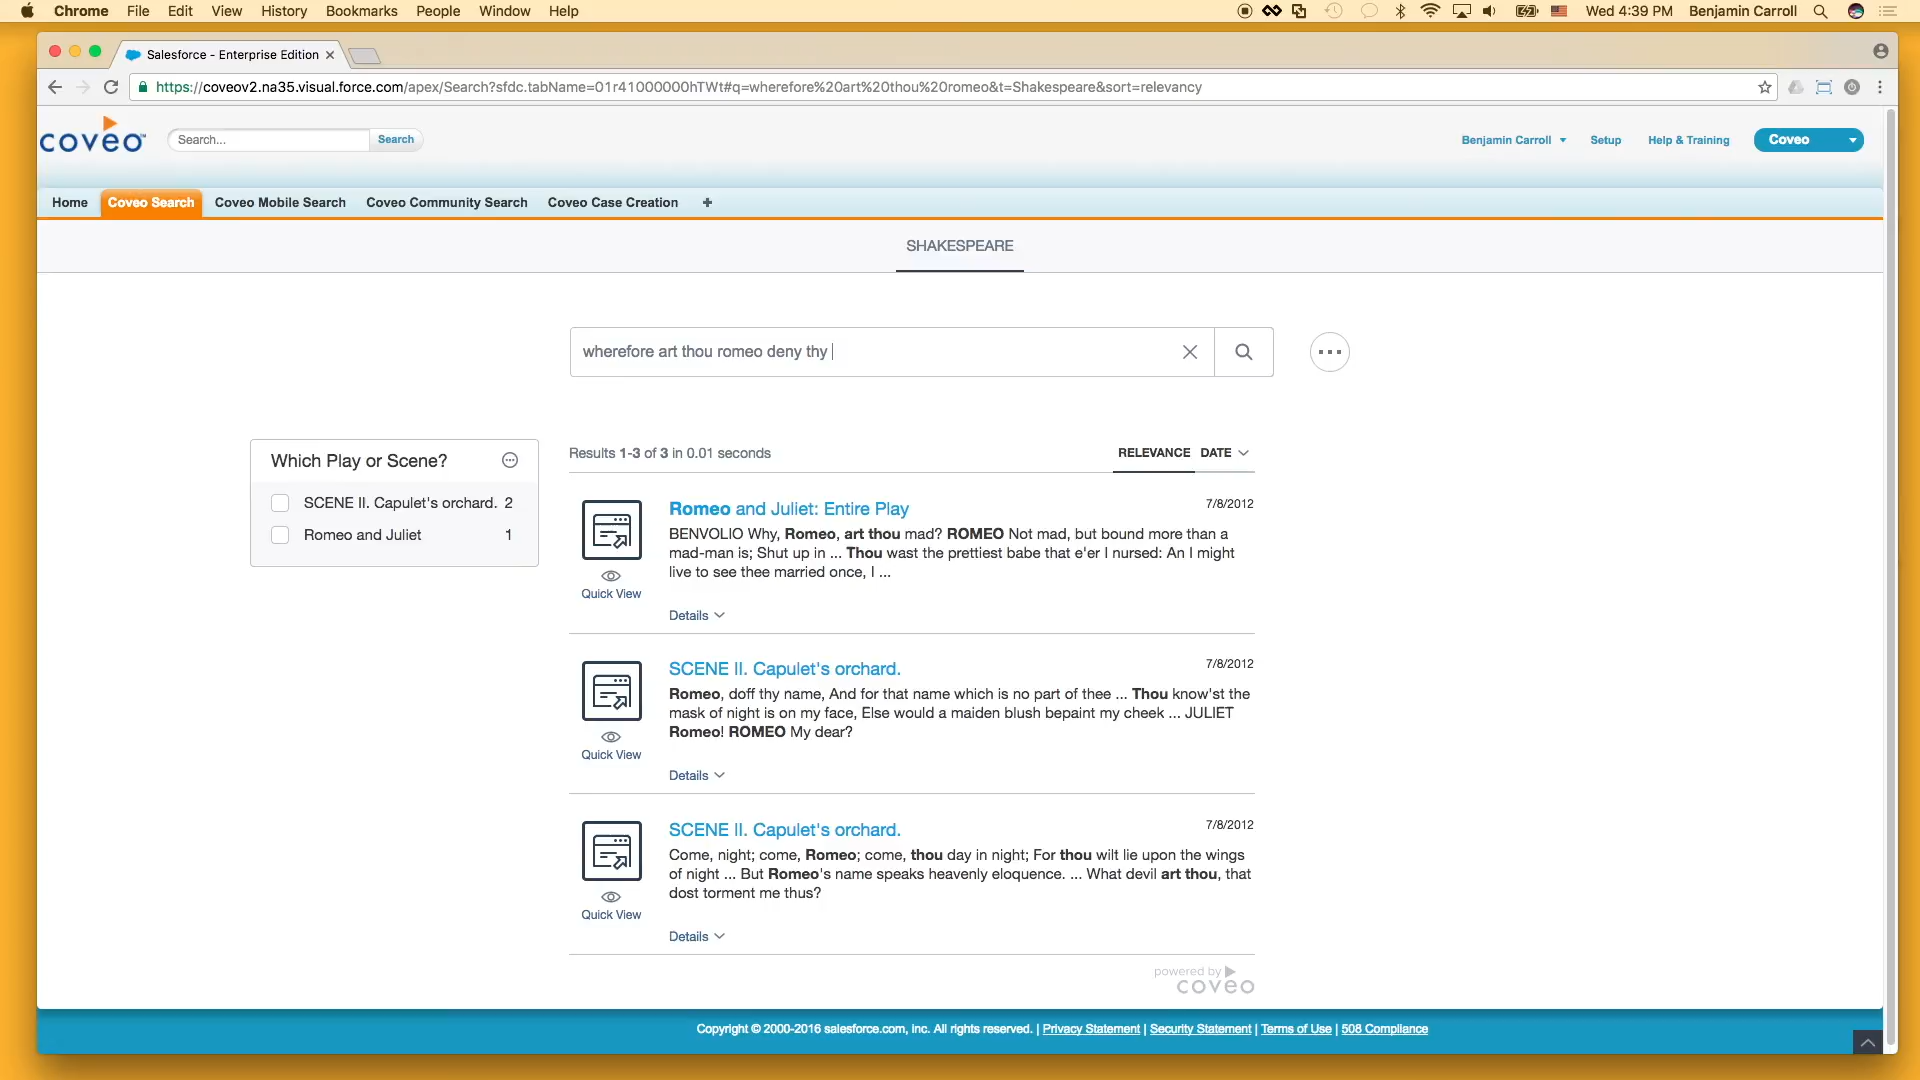 Chrome File Edit View History Bookmarks People Window Help Wed 4:39 PM Benjamin Carroll
Salesforce - Enterprise Edition
https://coveov2.na35.visual.force.com/apex/Search?sfdc.tabName=01r41000000hTWt#q=wherefore%20art%20thou%20romeo&t=Shakespeare&sort=relevancy
coveo™ Search... Search Benjamin Carroll Setup Help & Training Coveo
Home Coveo Search Coveo Mobile Search Coveo Community Search Coveo Case Creation +
SHAKESPEARE
wherefore art thou romeo deny thy
Which Play or Scene?
SCENE II. Capulet's orchard. 2
Romeo and Juliet 1
Results 1-3 of 3 in 0.01 seconds RELEVANCE DATE
Romeo and Juliet: Entire Play 7/8/2012
BENVOLIO Why, Romeo, art thou mad? ROMEO Not mad, but bound more than a
mad-man is; Shut up in ... Thou wast the prettiest babe that e'er I nursed: An I might
live to see thee married once, I ...
Quick View
Details
SCENE II. Capulet's orchard. 7/8/2012
Romeo, doff thy name, And for that name which is no part of thee ... Thou know'st the
mask of night is on my face, Else would a maiden blush bepaint my cheek ... JULIET
Romeo! ROMEO My dear?
Quick View
Details
SCENE II. Capulet's orchard. 7/8/2012
Come, night; come, Romeo; come, thou day in night; For thou wilt lie upon the wings
of night ... But Romeo's name speaks heavenly eloquence. ... What devil art thou, that
dost torment me thus?
Quick View
Details
powered by
coveo
Copyright © 2000-2016 salesforce.com, inc. All rights reserved. | Privacy Statement | Security Statement | Terms of Use | 508 Compliance